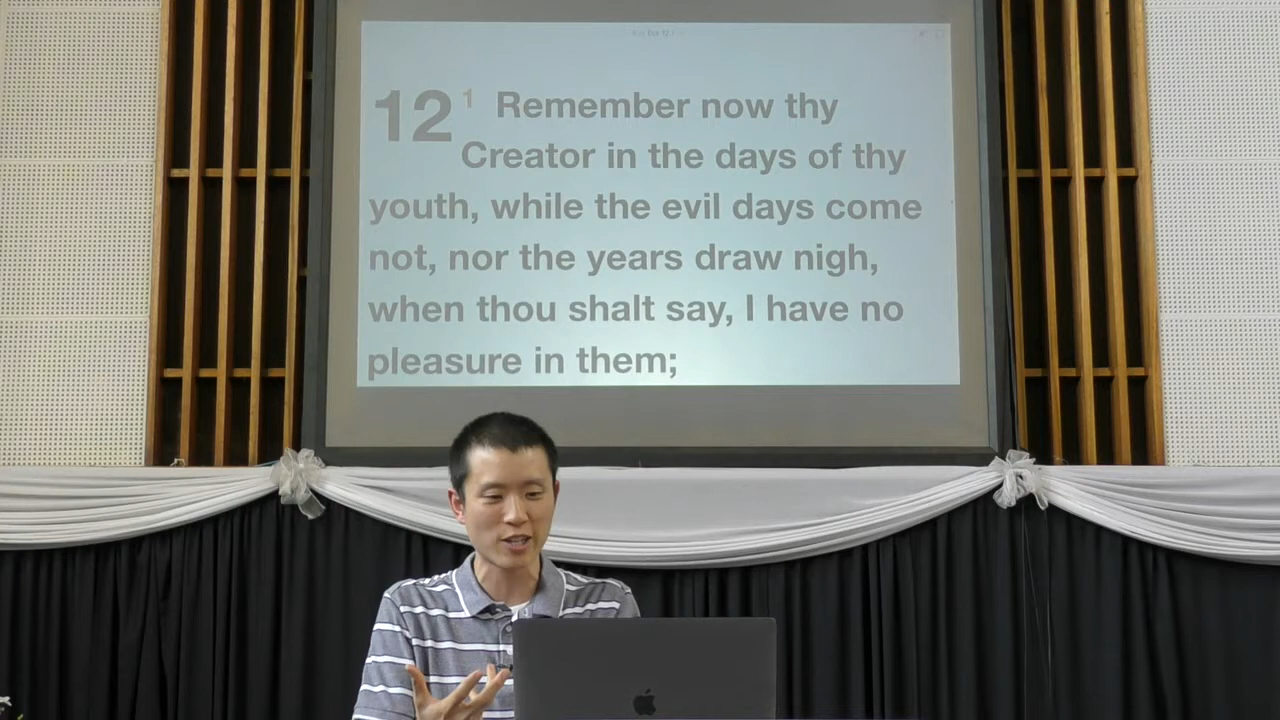 12 1 Remember now thy
Creator in the days of thy
youth, while the evil days come
not, nor the years draw nigh,
when thou shalt say, I have no
pleasure in them;